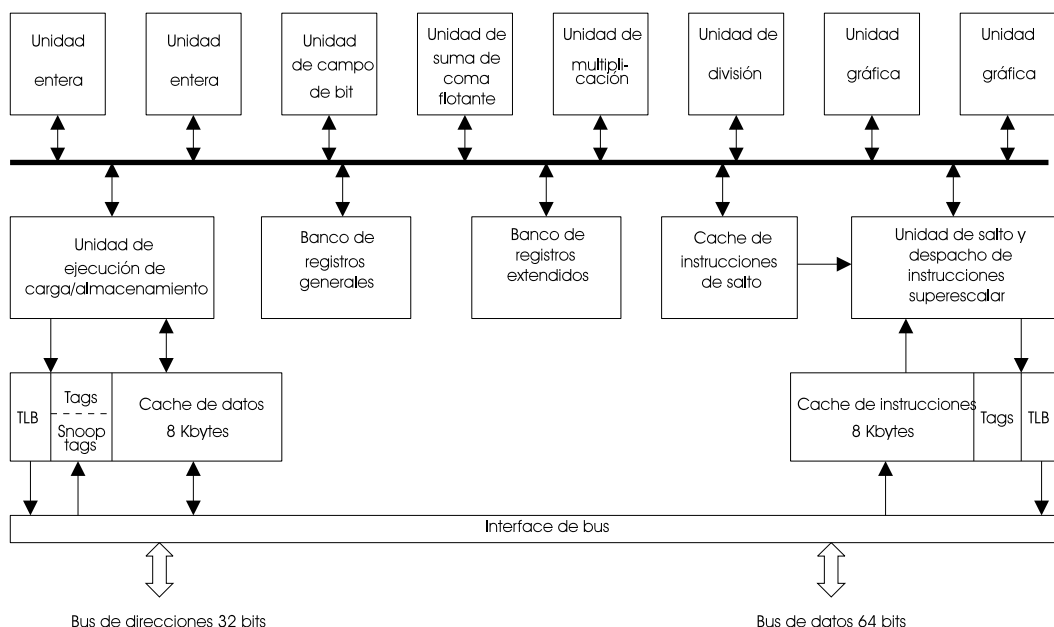 Unidad
entera
Unidad
entera
Unidad
de campo
de bit
Unidad de
suma de
coma
flotante
Unidad de
multipli-
cación
Unidad de
división
Unidad
gráfica
Unidad
gráfica
Unidad de
ejecución de
carga/almacenamiento
Banco de
registros
generales
Banco de
registros
extendidos
Cache de
instrucciones
de salto
Unidad de salto y
despacho de
instrucciones
superescalar
TLB
Tags
Snoop
tags
Cache de datos
8 Kbytes
Cache de instrucciones
8 Kbytes
Tags
TLB
Interface de bus
Bus de direcciones 32 bits
Bus de datos 64 bits